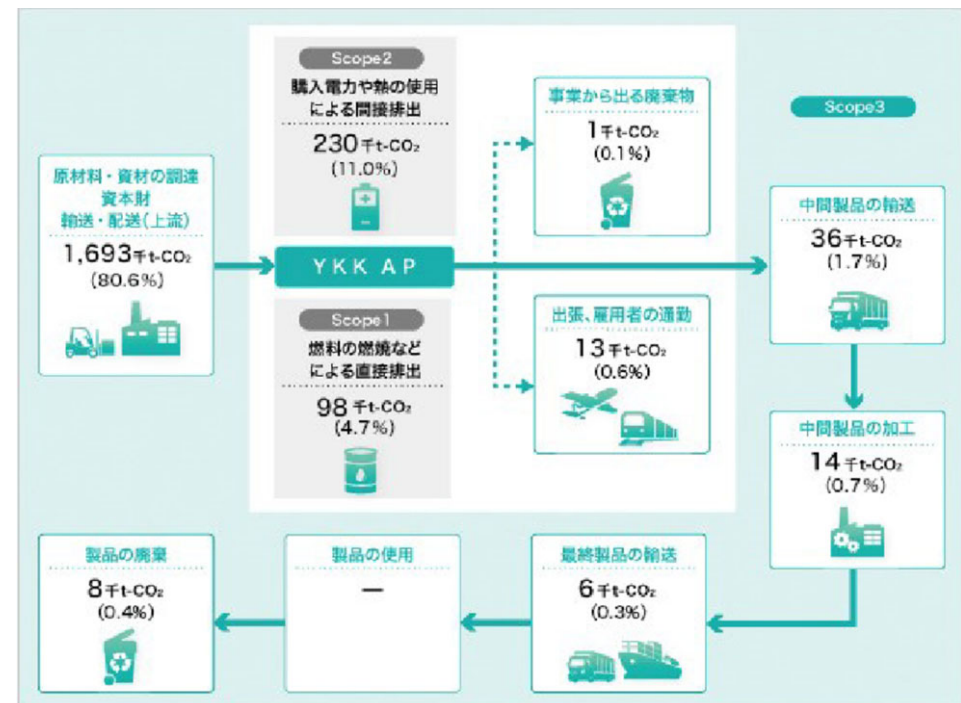 Scope2
購入電力や熱の使用
による間接排出
230千t-CO₂
(11.0%)
事業から出る廃棄物
1千t-CO₂
(0.1%)
Scope3
原材料・資材の調達
資本財
輸送・配送(上流)
1,693千t-CO₂
(80.6%)
YKK AP
中間製品の輸送
36千t-CO₂
(1.7%)
Scope1
燃料の燃焼など
による直接排出
98千t-CO₂
(4.7%)
出張、雇用者の通勤
13千t-CO₂
(0.6%)
中間製品の加工
14千t-CO₂
(0.7%)
最終製品の輸送
6千t-CO₂
(0.3%)
製品の使用
—
製品の廃棄
8千t-CO₂
(0.4%)